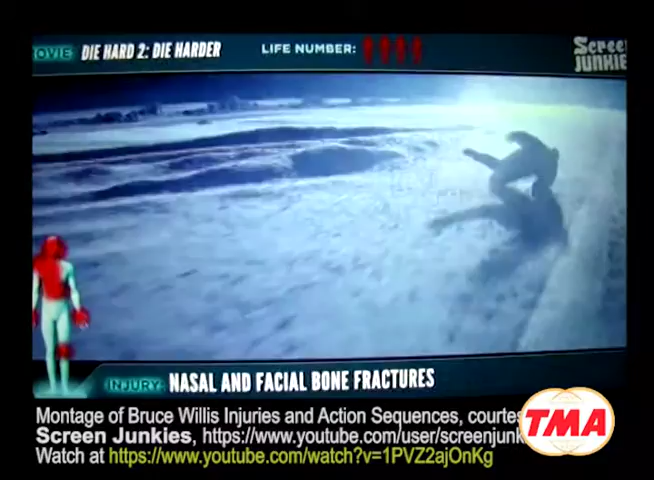 MOVIE: DIE HARD 2: DIE HARDER LIFE NUMBER:
SCREEN
JUNKIE
INJURY: NASAL AND FACIAL BONE FRACTURES
Montage of Bruce Willis Injuries and Action Sequences, courtes
Screen Junkies, https://www.youtube.com/user/screenjunk
Watch at https://www.youtube.com/watch?v=1PVZ2ajOnKg
TMA